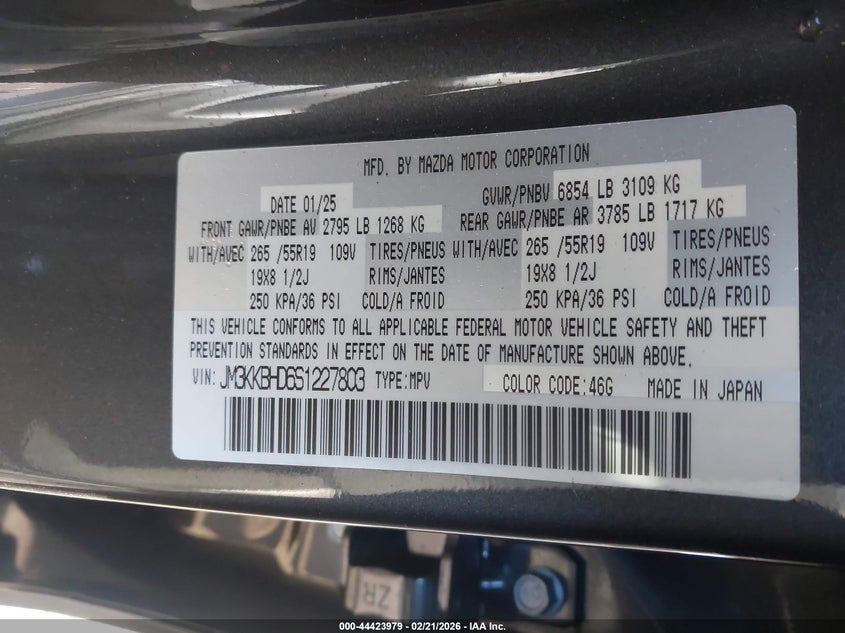 MFD. BY MAZDA MOTOR CORPORATION
DATE 01/25 GVWR/PNBV 6854 LB 3109 KG
FRONT GAWR/PNBE AV 2795 LB 1268 KG REAR GAWR/PNBE AR 3785 LB 1717 KG
WITH/AVEC 265 /55R19 109V TIRES/PNEUS WITH/AVEC 265 /55R19 109V TIRES/PNEUS
19X8 1/2J RIMS/JANTES 19X8 1/2J RIMS/JANTES
250 KPA/36 PSI COLD/A FROID 250 KPA/36 PSI COLD/A FROID
THIS VEHICLE CONFORMS TO ALL APPLICABLE FEDERAL MOTOR VEHICLE SAFETY AND THEFT
PREVENTION STANDARDS IN EFFECT ON THE DATE OF MANUFACTURE SHOWN ABOVE.
VIN: JM3KKBHD6S1227803 TYPE:MPV COLOR CODE:46G MADE IN JAPAN
ZR
000-44423979 - 02/21/2026 - IAA Inc.